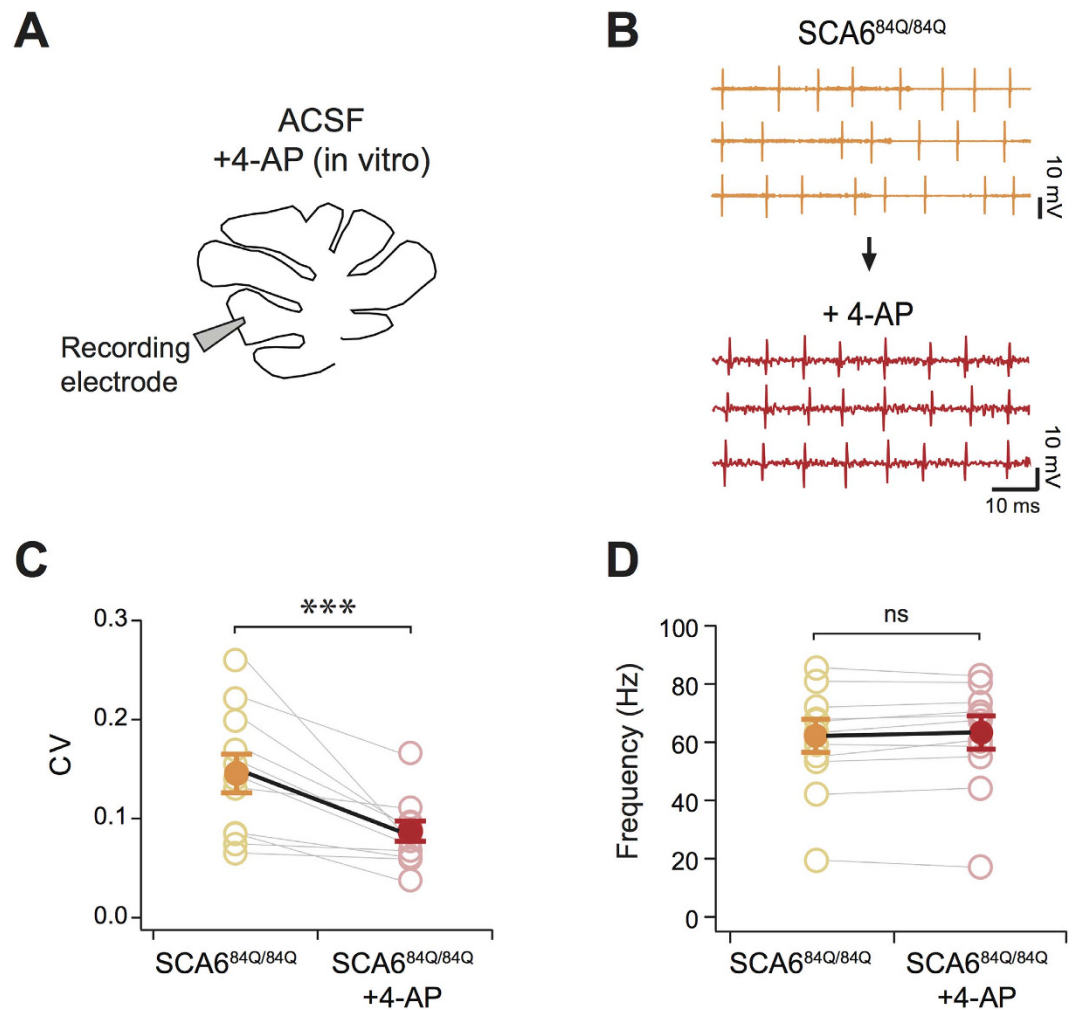 A
ACSF
+4-AP (in vitro)
Recording
electrode
B
SCA6^84Q/84Q
10 mV
+ 4-AP
10 mV
10 ms
C
***
0.3
0.2
0.1
0.0
CV
SCA6^84Q/84Q
SCA6^84Q/84Q
+4-AP
D
ns
100
80
60
40
20
0
Frequency (Hz)
SCA6^84Q/84Q
SCA6^84Q/84Q
+4-AP